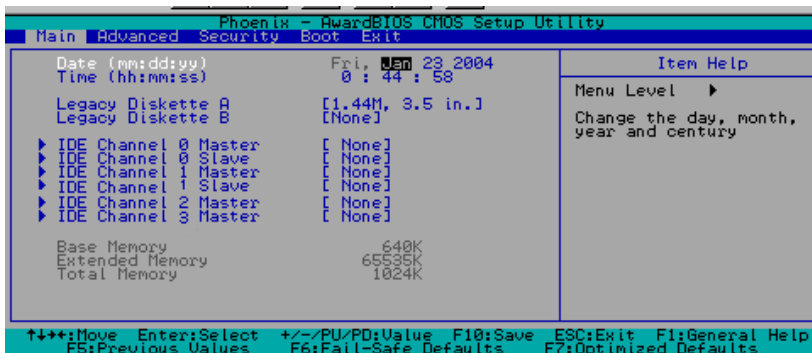 Phoenix - AwardBIOS CMOS Setup Utility
Main Advanced Security Boot Exit
Date (mm:dd:yy) Fri, Jan 23 2004
Time (hh:mm:ss) 0 : 44 : 58
Legacy Diskette A [1.44M, 3.5 in.]
Legacy Diskette B [None]
IDE Channel 0 Master [ None]
IDE Channel 0 Slave [ None]
IDE Channel 1 Master [ None]
IDE Channel 1 Slave [ None]
IDE Channel 2 Master [ None]
IDE Channel 3 Master [ None]
Base Memory 640K
Extended Memory 65535K
Total Memory 1024K
Item Help
Menu Level ▶
Change the day, month,
year and century
↑↓→←:Move Enter:Select +/-/PU/PD:Value F10:Save ESC:Exit F1:General Help
F5:Previous Values F6:Fail-Safe Defaults F7:Optimized Defaults